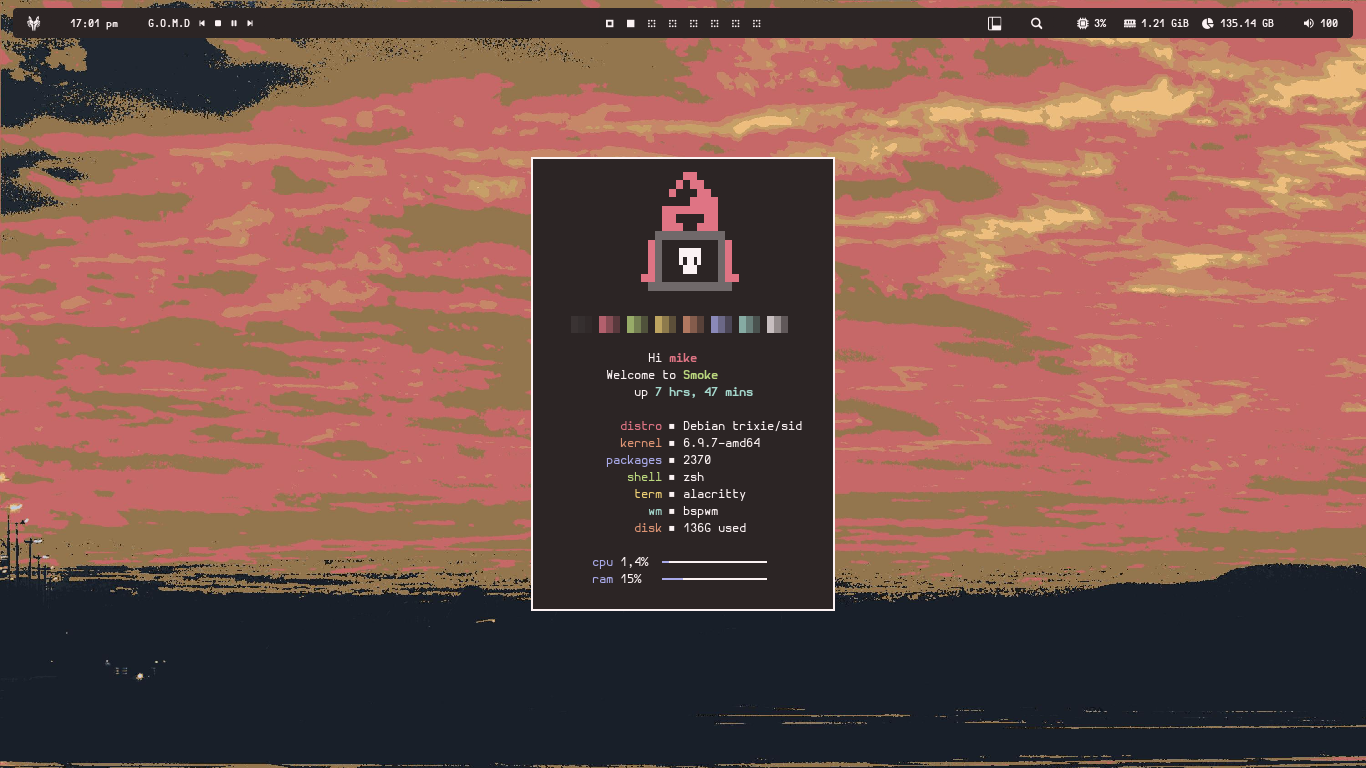 17:01 pm G.O.M.D 3% 1.21 GiB 135.14 GB 100
Hi mike
Welcome to Smoke
up 7 hrs, 47 mins
distro ▪ Debian trixie/sid
kernel ▪ 6.9.7-amd64
packages ▪ 2370
shell ▪ zsh
term ▪ alacritty
wm ▪ bspwm
disk ▪ 136G used
cpu 1,4%
ram 15%